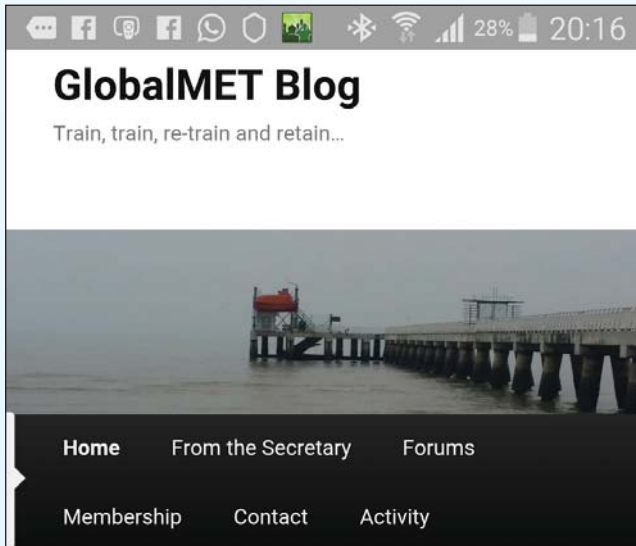 28% 20:16
GlobalMET Blog
Train, train, re-train and retain...
Home From the Secretary Forums
Membership Contact Activity